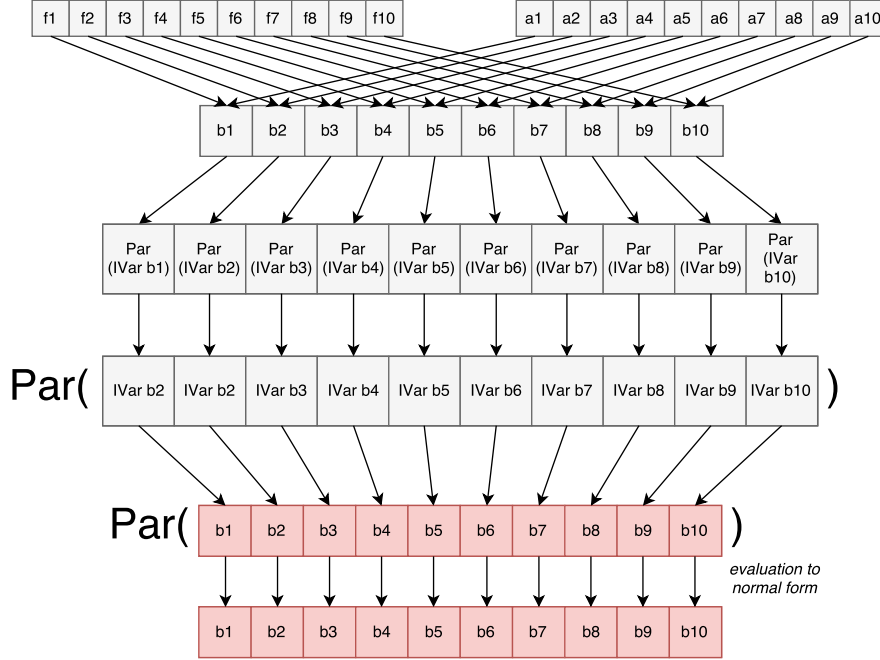 f1 f2 f3 f4 f5 f6 f7 f8 f9 f10 a1 a2 a3 a4 a5 a6 a7 a8 a9 a10
b1 b2 b3 b4 b5 b6 b7 b8 b9 b10
Par Par Par Par Par Par Par Par Par Par
(IVar b1) (IVar b2) (IVar b3) (IVar b4) (IVar b5) (IVar b6) (IVar b7) (IVar b8) (IVar b9) (IVar
b10)
Par( IVar b2 IVar b2 IVar b3 IVar b4 IVar b5 IVar b6 IVar b7 IVar b8 IVar b9 IVar b10 )
Par( b1 b2 b3 b4 b5 b6 b7 b8 b9 b10 )
evaluation to
normal form
b1 b2 b3 b4 b5 b6 b7 b8 b9 b10